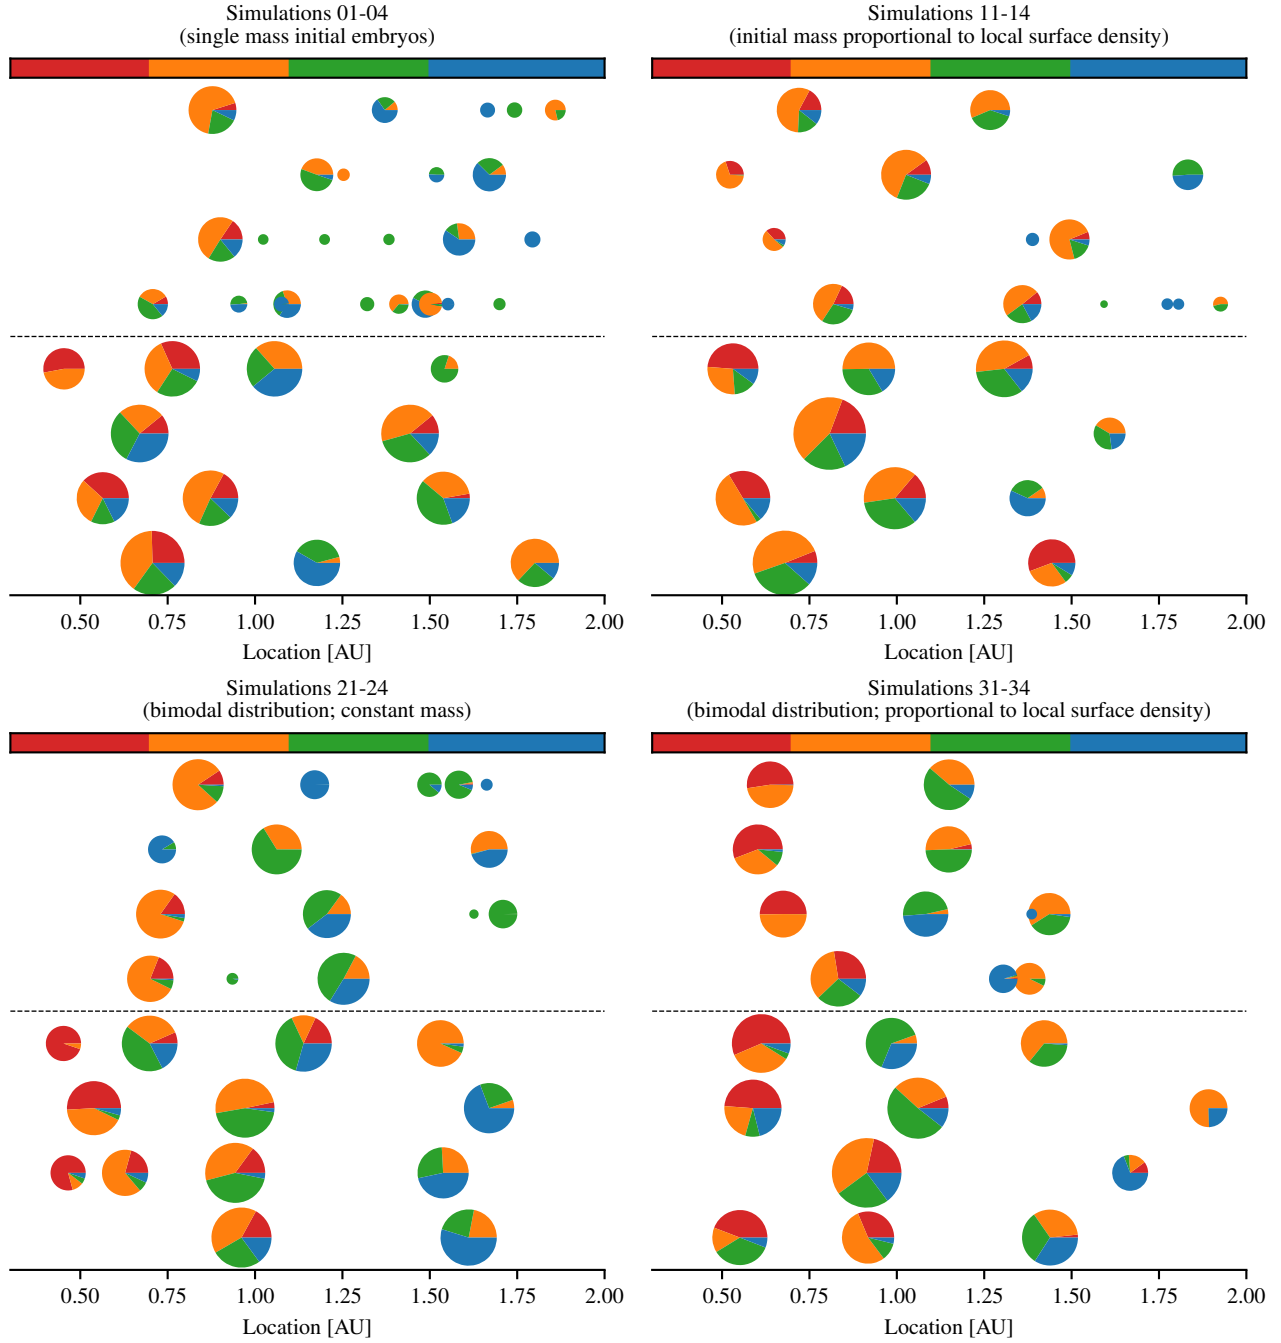 Simulations 01-04
(single mass initial embryos)
Simulations 11-14
(initial mass proportional to local surface density)
0.50 0.75 1.00 1.25 1.50 1.75 2.00
Location [AU]
0.50 0.75 1.00 1.25 1.50 1.75 2.00
Location [AU]
Simulations 21-24
(bimodal distribution; constant mass)
Simulations 31-34
(bimodal distribution; proportional to local surface density)
0.50 0.75 1.00 1.25 1.50 1.75 2.00
Location [AU]
0.50 0.75 1.00 1.25 1.50 1.75 2.00
Location [AU]